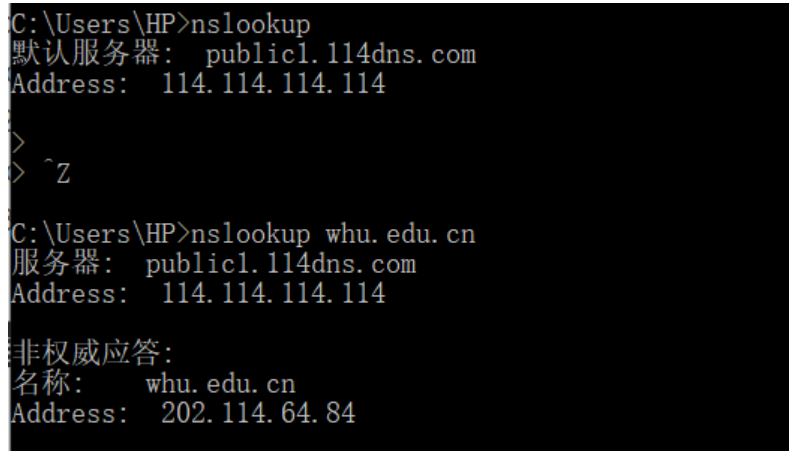 C:\Users\HP>nslookup
默认服务器:  public1.114dns.com
Address:  114.114.114.114
>
> ^Z
C:\Users\HP>nslookup whu.edu.cn
服务器:  public1.114dns.com
Address:  114.114.114.114
非权威应答:
名称:    whu.edu.cn
Address:  202.114.64.84